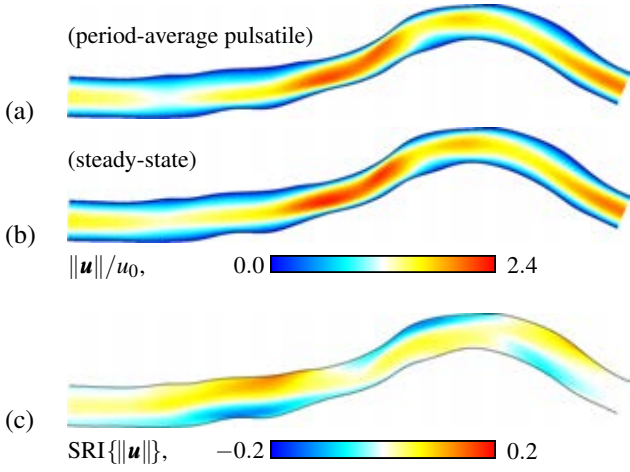 (period-average pulsatile)
(a)
(steady-state)
(b)
‖u‖/u₀, 0.0 2.4
(c)
SRI{‖u‖}, −0.2 0.2